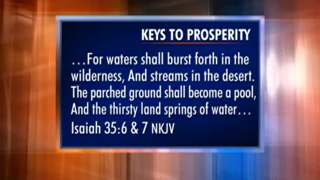 KEYS TO PROSPERITY
…For waters shall burst forth in the
wilderness, And streams in the desert.
The parched ground shall become a pool,
And the thirsty land springs of water…
Isaiah 35:6 & 7 NKJV